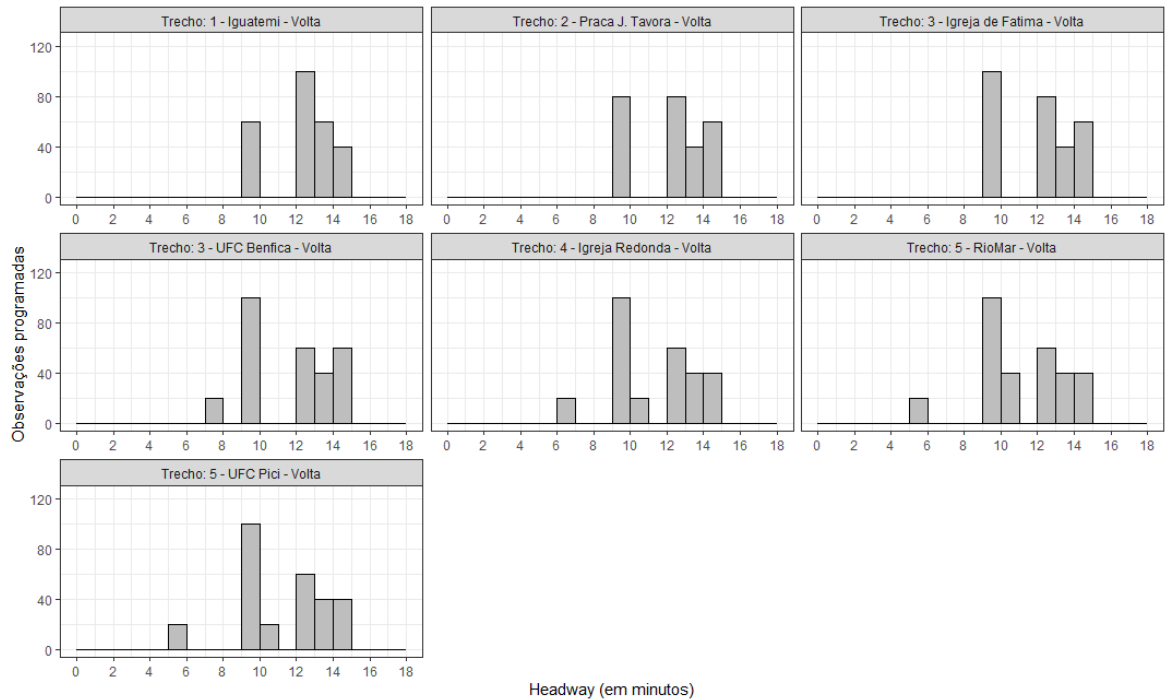 Trecho: 1 - Iguatemi - Volta
Trecho: 2 - Praca J. Tavora - Volta
Trecho: 3 - Igreja de Fatima - Volta
120
80
40
0
0 2 4 6 8 10 12 14 16 18
0 2 4 6 8 10 12 14 16 18
0 2 4 6 8 10 12 14 16 18
Trecho: 3 - UFC Benfica - Volta
Trecho: 4 - Igreja Redonda - Volta
Trecho: 5 - RioMar - Volta
120
80
40
0
0 2 4 6 8 10 12 14 16 18
0 2 4 6 8 10 12 14 16 18
0 2 4 6 8 10 12 14 16 18
Trecho: 5 - UFC Pici - Volta
120
80
40
0
0 2 4 6 8 10 12 14 16 18
Observações programadas
Headway (em minutos)